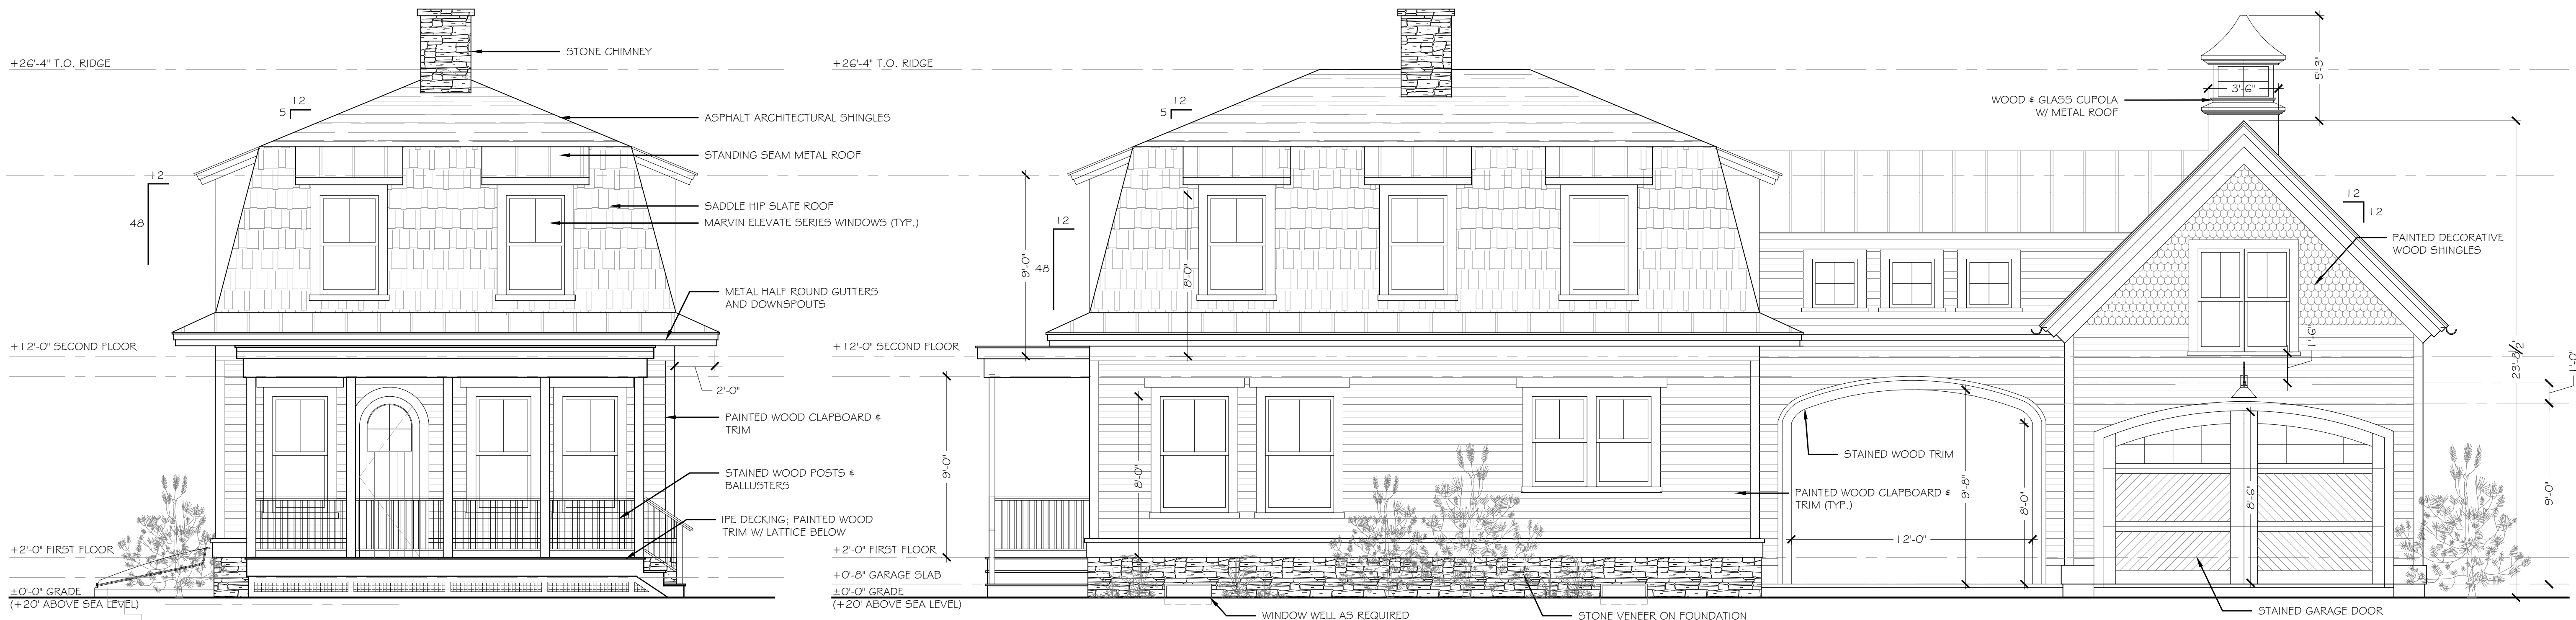 STONE CHIMNEY
+26'-4" T.O. RIDGE
12
5
ASPHALT ARCHITECTURAL SHINGLES
STANDING SEAM METAL ROOF
12
48
SADDLE HIP SLATE ROOF
MARVIN ELEVATE SERIES WINDOWS (TYP.)
METAL HALF ROUND GUTTERS
AND DOWNSPOUTS
+12'-0" SECOND FLOOR
2'-0"
PAINTED WOOD CLAPBOARD &
TRIM
STAINED WOOD POSTS &
BALLUSTERS
IPE DECKING; PAINTED WOOD
TRIM W/ LATTICE BELOW
+2'-0" FIRST FLOOR
±0'-0" GRADE
(+20' ABOVE SEA LEVEL)
+26'-4" T.O. RIDGE
12
5
12
48
9'-0"
8'-0"
+12'-0" SECOND FLOOR
9'-0"
8'-0"
+2'-0" FIRST FLOOR
+0'-8" GARAGE SLAB
±0'-0" GRADE
(+20' ABOVE SEA LEVEL)
WINDOW WELL AS REQUIRED
STONE VENEER ON FOUNDATION
PAINTED WOOD CLAPBOARD &
TRIM (TYP.)
STAINED WOOD TRIM
12'-0"
9'-8"
8'-0"
WOOD & GLASS CUPOLA
W/ METAL ROOF
3'-6"
5'-3"
12
12
PAINTED DECORATIVE
WOOD SHINGLES
1'-6"
23'-8 1/2"
1'-0"
9'-0"
8'-6"
STAINED GARAGE DOOR